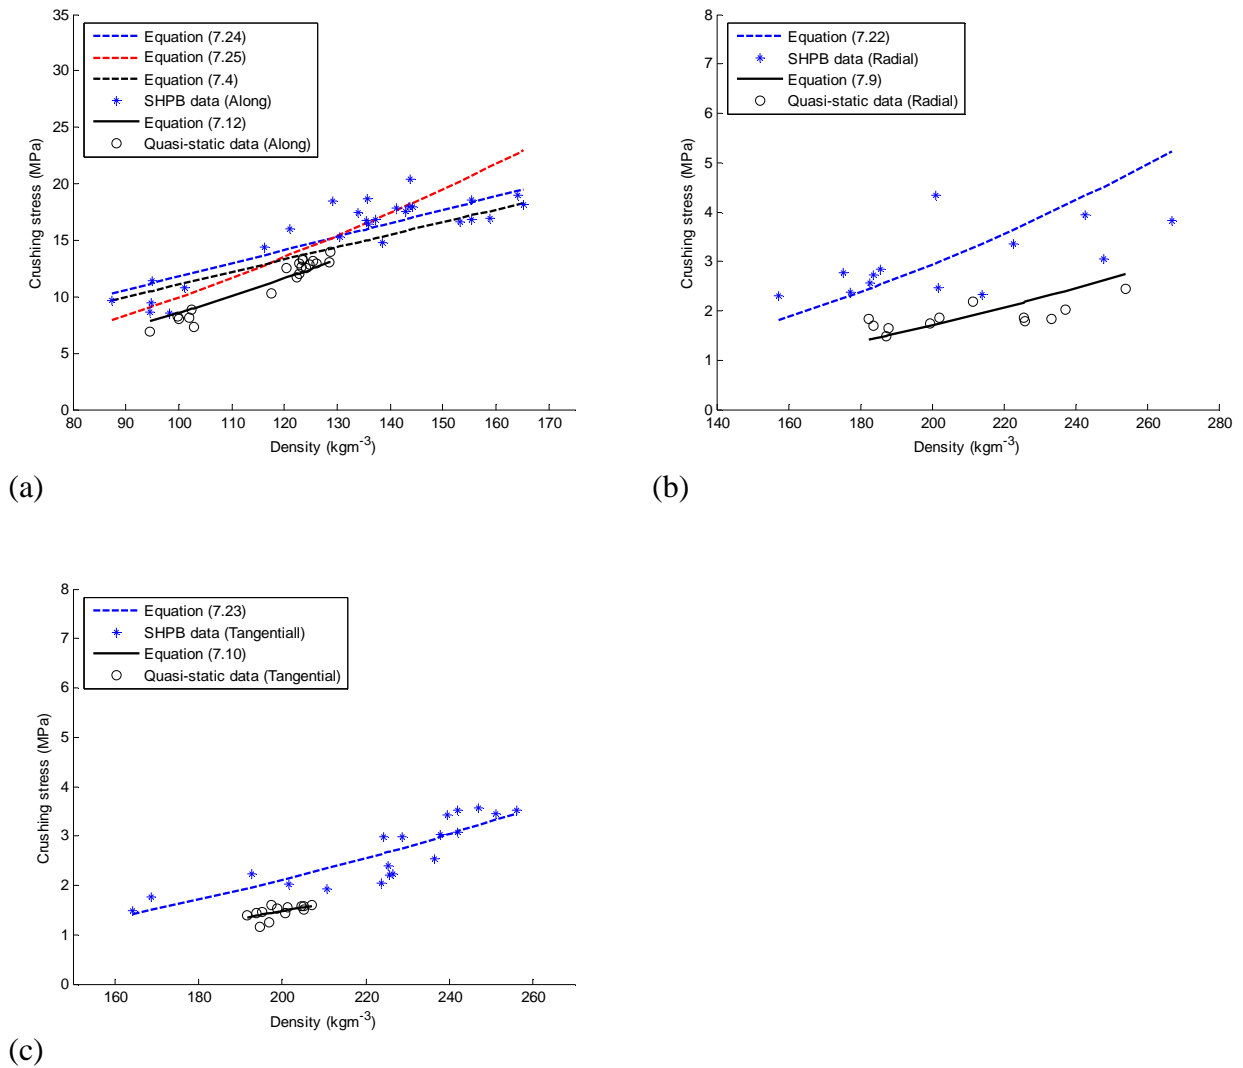 35
30
25
20
15
10
5
0
Crushing stress (MPa)
Equation (7.24)
Equation (7.25)
Equation (7.4)
SHPB data (Along)
Equation (7.12)
Quasi-static data (Along)
80 90 100 110 120 130 140 150 160 170
Density (kgm⁻³)
(a)
8
7
6
5
4
3
2
1
0
Crushing stress (MPa)
Equation (7.22)
SHPB data (Radial)
Equation (7.9)
Quasi-static data (Radial)
140 160 180 200 220 240 260 280
Density (kgm⁻³)
(b)
8
7
6
5
4
3
2
1
0
Crushing stress (MPa)
Equation (7.23)
SHPB data (Tangentiall)
Equation (7.10)
Quasi-static data (Tangential)
160 180 200 220 240 260
Density (kgm⁻³)
(c)